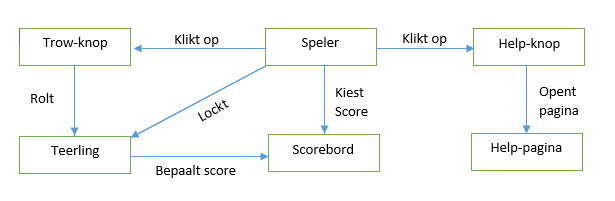 Trow-knop
Klikt op
Speler
Klikt op
Help-knop
Rolt
Lockt
Kiest
Score
Opent
pagina
Teerling
Bepaalt score
Scorebord
Help-pagina